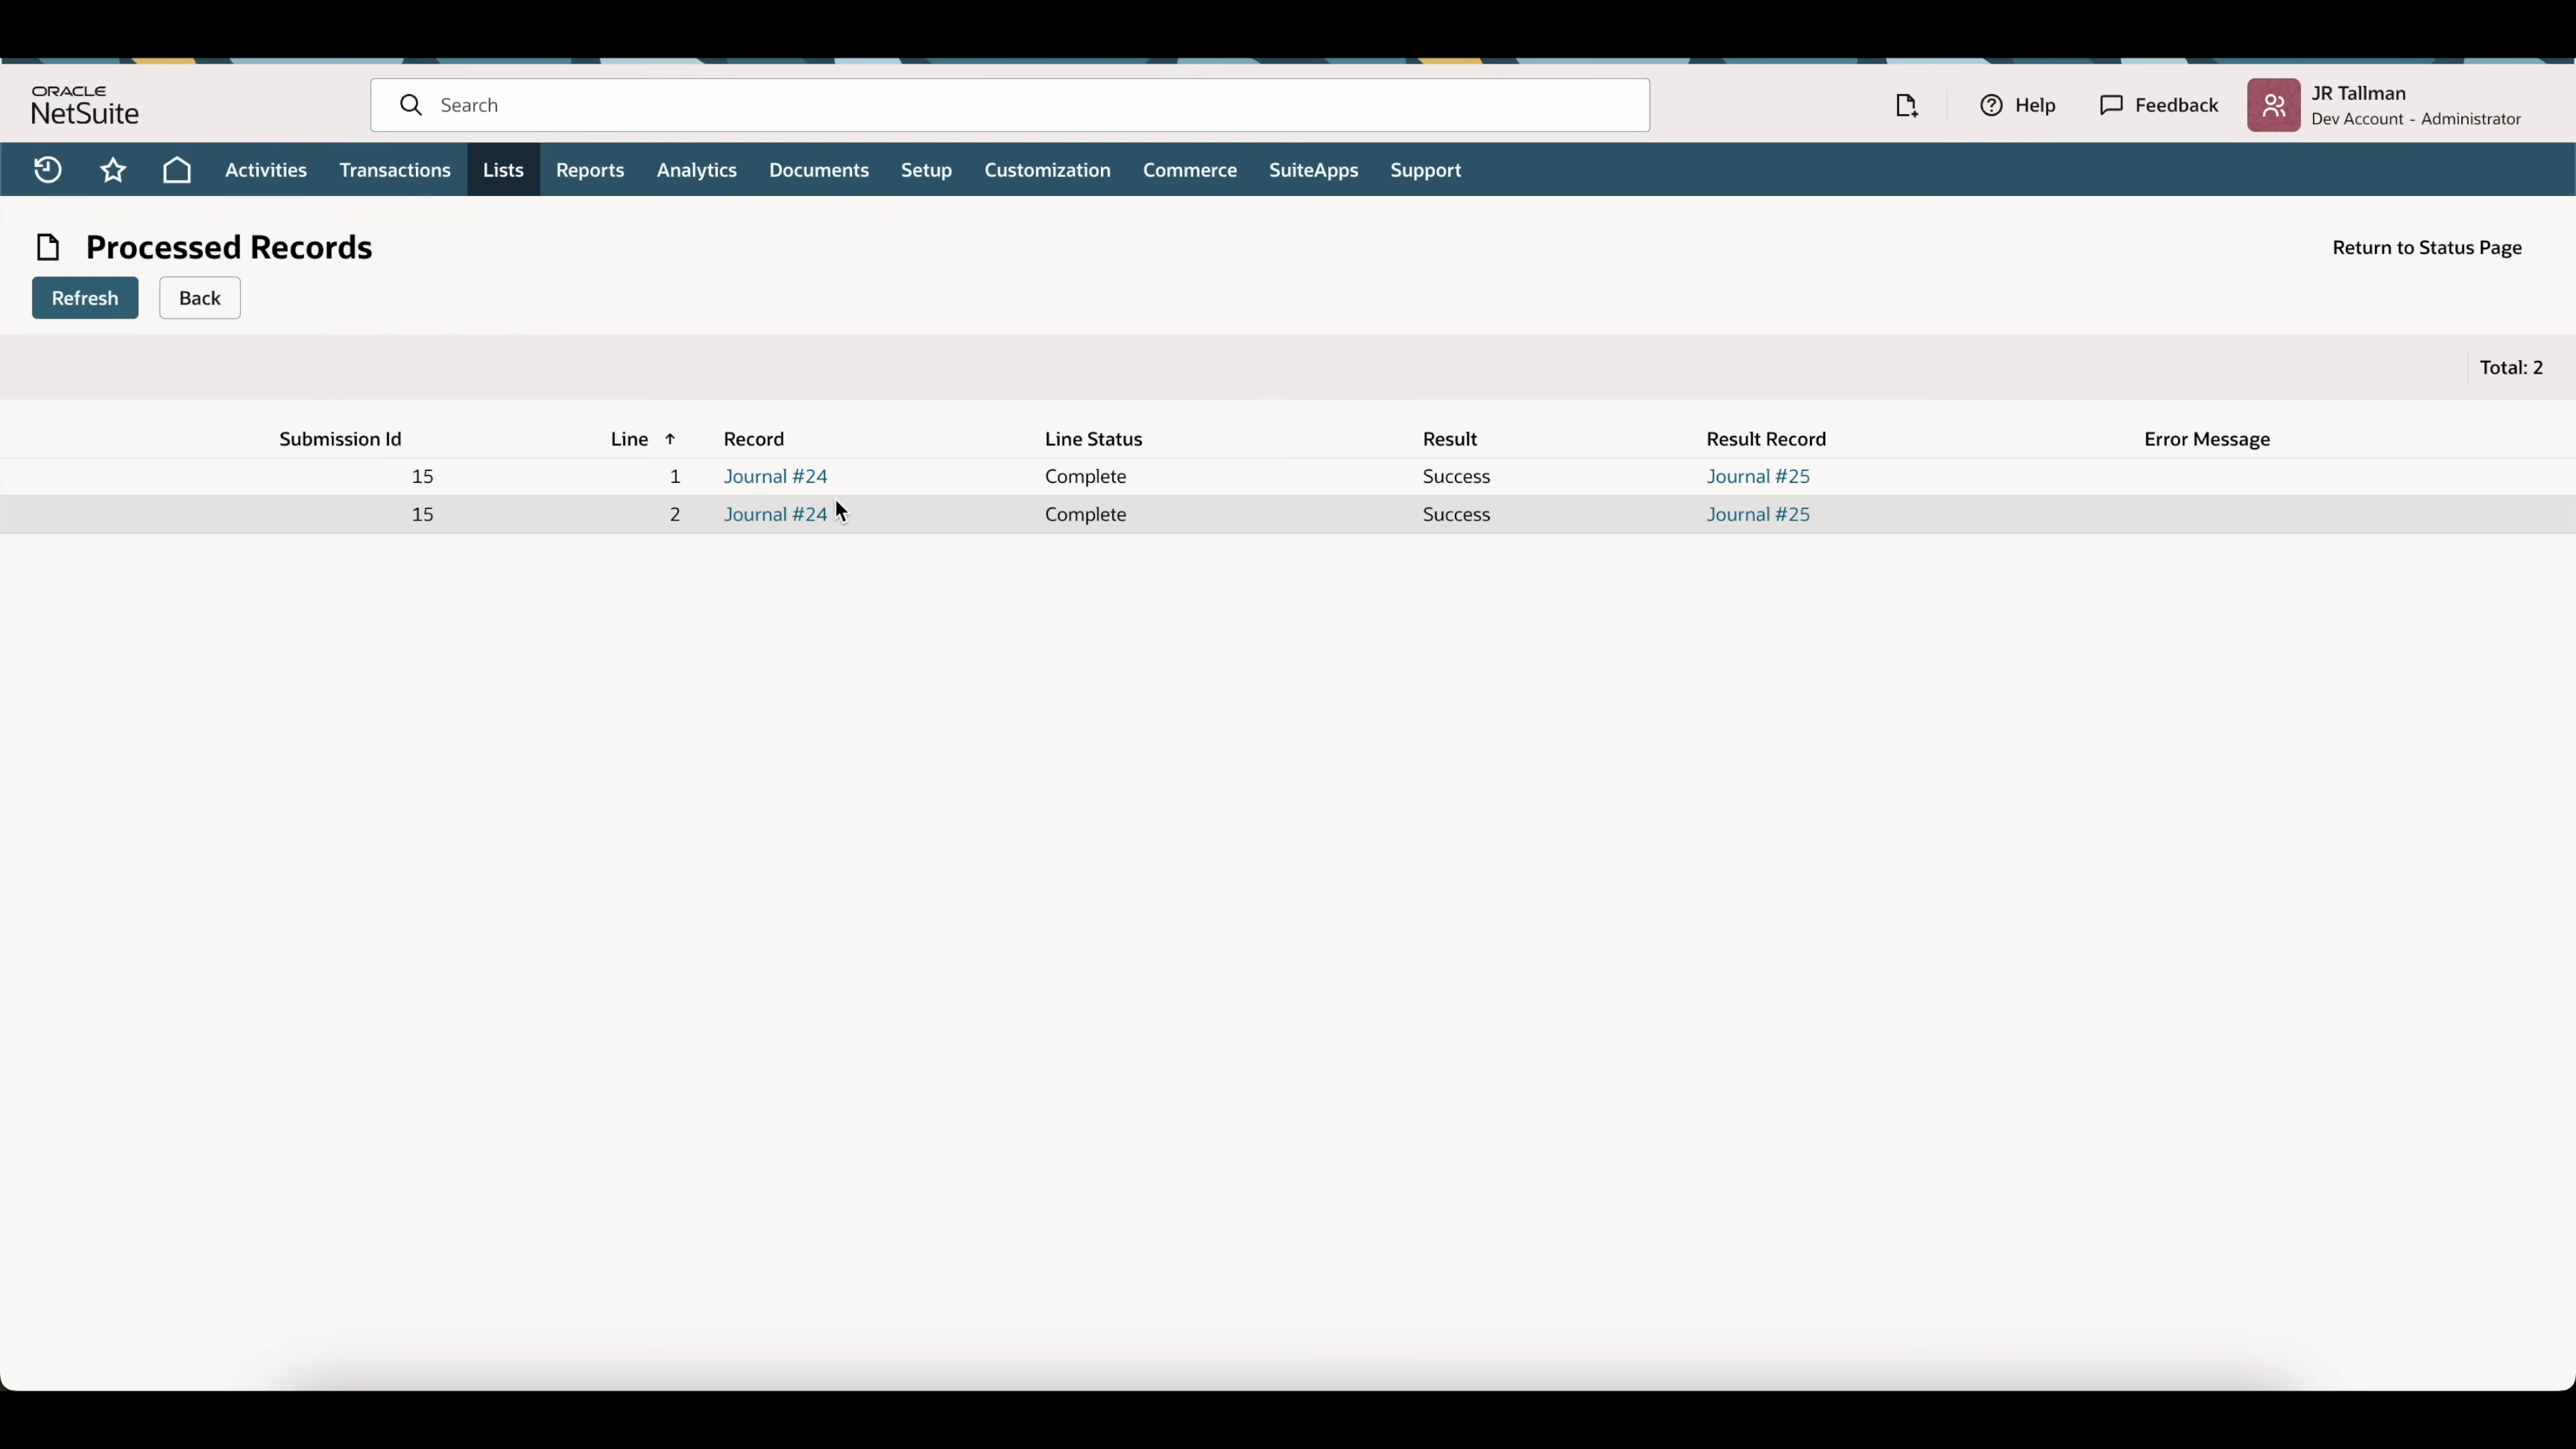 ORACLE
NetSuite
Search
Help
Feedback
JR Tallman
Dev Account - Administrator
Activities Transactions Lists Reports Analytics Documents Setup Customization Commerce SuiteApps Support
Processed Records
Return to Status Page
Refresh Back
Total: 2
Submission Id Line ↑ Record Line Status Result Result Record Error Message
15 1 Journal #24 Complete Success Journal #25
15 2 Journal #24 Complete Success Journal #25